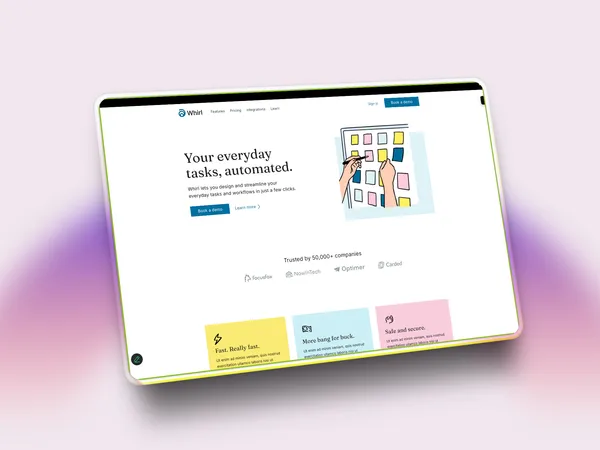 Whirl
Features Pricing Integrations Learn
Sign in
Book a demo
Your everyday
tasks, automated.
Whirl lets you design and streamline your
everyday tasks and workflows in just a few clicks.
Book a demo
Learn more
Trusted by 50,000+ companies
FocusBox
NowInTech
Optimer
Carded
Fast. Really fast.
Ut enim ad minim veniam, quis nostrud
exercitation ullamco laboris nisi ut
More bang for buck.
Ut enim ad minim veniam, quis nostrud
exercitation ullamco laboris nisi ut
Safe and secure.
Ut enim ad minim veniam, quis nostrud
exercitation ullamco laboris nisi ut